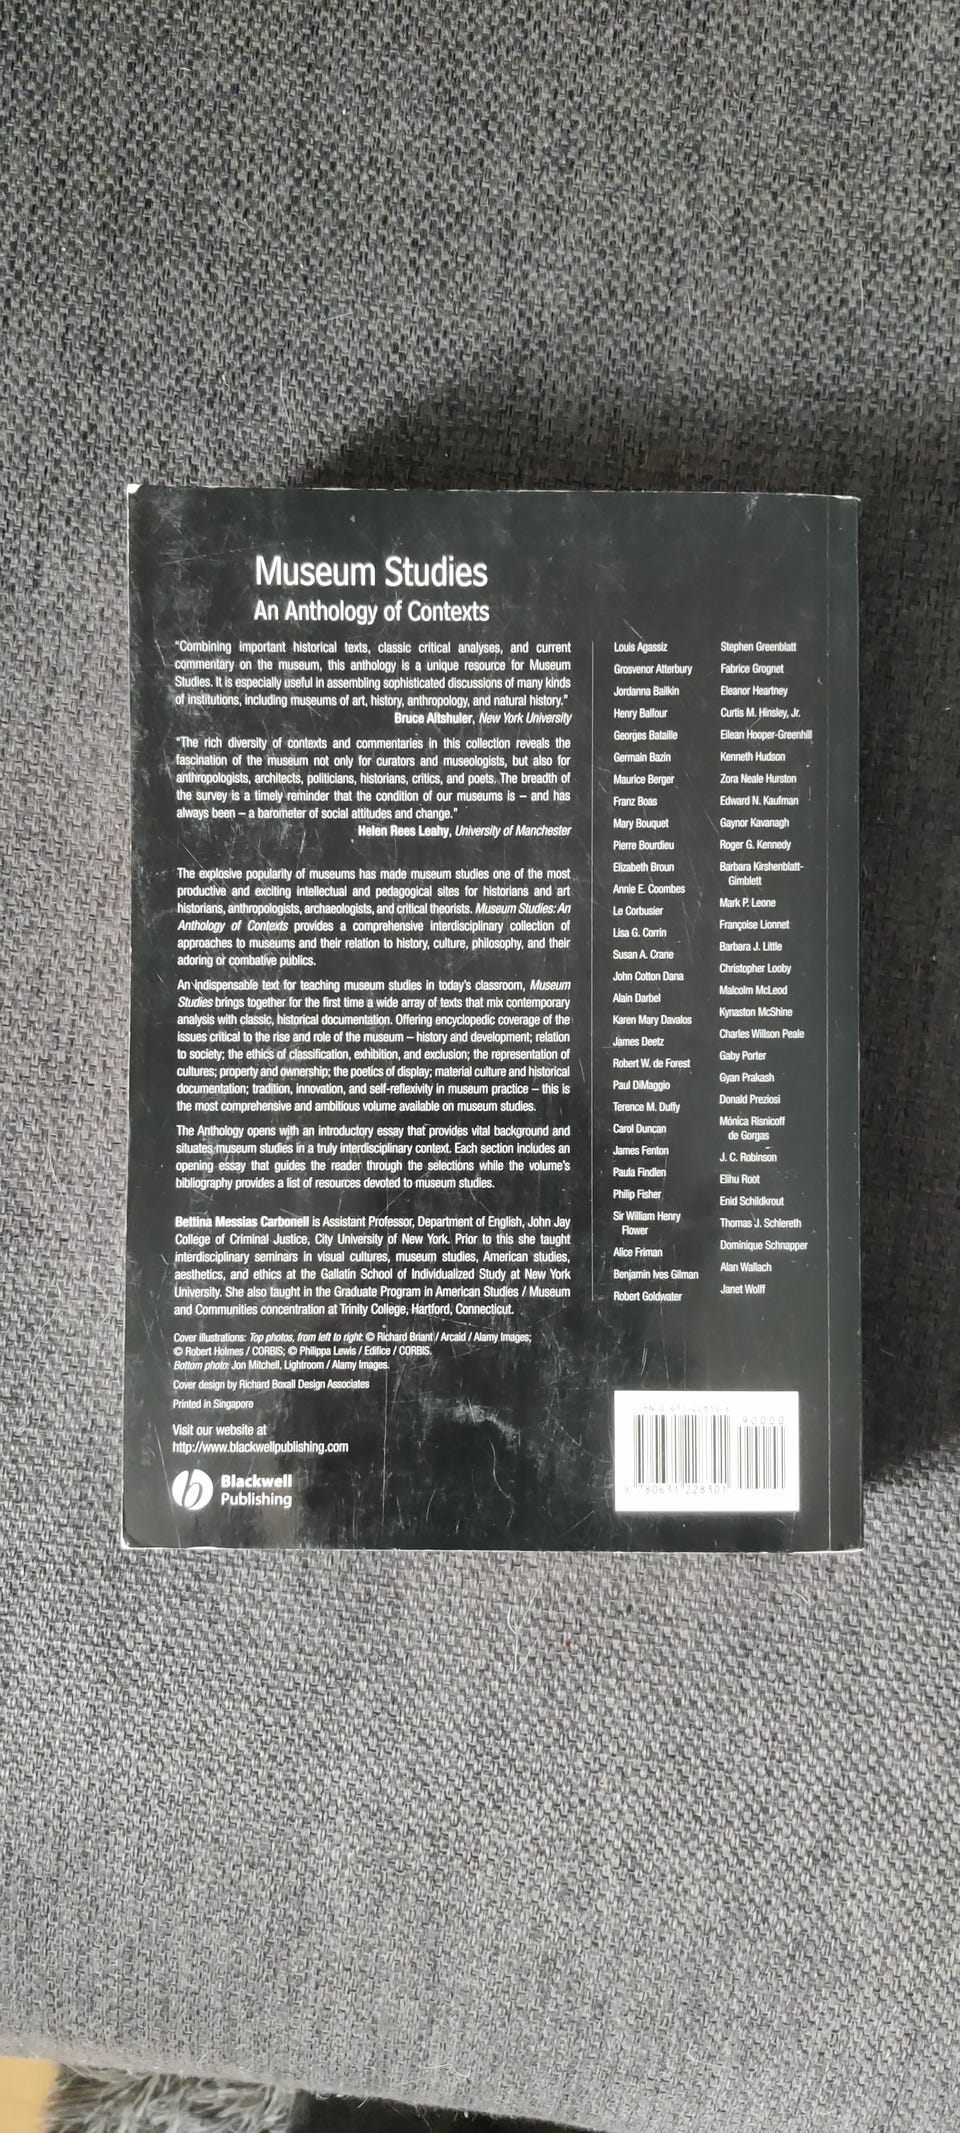 Museum Studies
An Anthology of Contexts
“Combining important historical texts, classic critical analyses, and current
commentary on the museum, this anthology is a unique resource for Museum
Studies. It is especially useful in assembling sophisticated discussions of many kinds
of institutions, including museums of art, history, anthropology, and natural history.”
Bruce Altshuler, New York University
“The rich diversity of contexts and commentaries in this collection reveals the
fascination of the museum not only for curators and museologists, but also for
anthropologists, architects, politicians, historians, critics, and poets. The breadth of
the survey is a timely reminder that the condition of our museums is – and has
always been – a barometer of social attitudes and change.”
Helen Rees Leahy, University of Manchester
The explosive popularity of museums has made museum studies one of the most
productive and exciting intellectual and pedagogical sites for historians and art
historians, anthropologists, archaeologists, and critical theorists. Museum Studies: An
Anthology of Contexts provides a comprehensive interdisciplinary collection of
approaches to museums and their relation to history, culture, philosophy, and their
adoring or combative publics.
An indispensable text for teaching museum studies in today’s classroom, Museum
Studies brings together for the first time a wide array of texts that mix contemporary
analysis with classic, historical documentation. Offering encyclopedic coverage of the
issues critical to the rise and role of the museum – history and development; relation
to society; the ethics of classification, exhibition, and exclusion; the representation of
cultures; property and ownership; the poetics of display; material culture and historical
documentation; tradition, innovation, and self-reflexivity in museum practice – this is
the most comprehensive and ambitious volume available on museum studies.
The Anthology opens with an introductory essay that provides vital background and
situates museum studies in a truly interdisciplinary context. Each section includes an
opening essay that guides the reader through the selections while the volume’s
bibliography provides a list of resources devoted to museum studies.
Bettina Messias Carbonell is Assistant Professor, Department of English, John Jay
College of Criminal Justice, City University of New York. Prior to this she taught
interdisciplinary seminars in visual cultures, museum studies, American studies,
aesthetics, and ethics at the Gallatin School of Individualized Study at New York
University. She also taught in the Graduate Program in American Studies / Museum
and Communities concentration at Trinity College, Hartford, Connecticut.
Cover illustrations: Top photos, from left to right: © Richard Briant / Arcaid / Alamy Images;
© Robert Holmes / CORBIS; © Philippa Lewis / Edifice / CORBIS.
Bottom photo: Jon Mitchell, Lightroom / Alamy Images.
Cover design by Richard Boxall Design Associates
Printed in Singapore
Visit our website at
http://www.blackwellpublishing.com
b Blackwell
Publishing
Louis Agassiz
Grosvenor Atterbury
Jordanna Bailkin
Henry Balfour
Georges Bataille
Germain Bazin
Maurice Berger
Franz Boas
Mary Bouquet
Pierre Bourdieu
Elizabeth Broun
Annie E. Coombes
Le Corbusier
Lisa G. Corrin
Susan A. Crane
John Cotton Dana
Alain Darbel
Karen Mary Davalos
James Deetz
Robert W. de Forest
Paul DiMaggio
Terence M. Duffy
Carol Duncan
James Fenton
Paula Findlen
Philip Fisher
Sir William Henry
Flower
Alice Friman
Benjamin Ives Gilman
Robert Goldwater
Stephen Greenblatt
Fabrice Grognet
Eleanor Heartney
Curtis M. Hinsley, Jr.
Eilean Hooper-Greenhill
Kenneth Hudson
Zora Neale Hurston
Edward N. Kaufman
Gaynor Kavanagh
Roger G. Kennedy
Barbara Kirshenblatt-
Gimblett
Mark P. Leone
Françoise Lionnet
Barbara J. Little
Christopher Looby
Malcolm McLeod
Kynaston McShine
Charles Willson Peale
Gaby Porter
Gyan Prakash
Donald Preziosi
Mónica Risnicoff
de Gorgas
J. C. Robinson
Elihu Root
Enid Schildkrout
Thomas J. Schlereth
Dominique Schnapper
Alan Wallach
Janet Wolff
90000
9 780631 228301